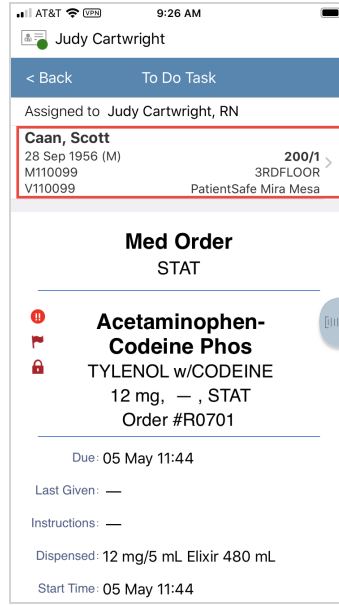 AT&T VPN 9:26 AM
Judy Cartwright
< Back To Do Task
Assigned to Judy Cartwright, RN
Caan, Scott
28 Sep 1956 (M) 200/1
M110099 3RDFLOOR
V110099 PatientSafe Mira Mesa
Med Order
STAT
Acetaminophen-
Codeine Phos
TYLENOL w/CODEINE
12 mg, — , STAT
Order #R0701
Due: 05 May 11:44
Last Given: —
Instructions: —
Dispensed: 12 mg/5 mL Elixir 480 mL
Start Time: 05 May 11:44